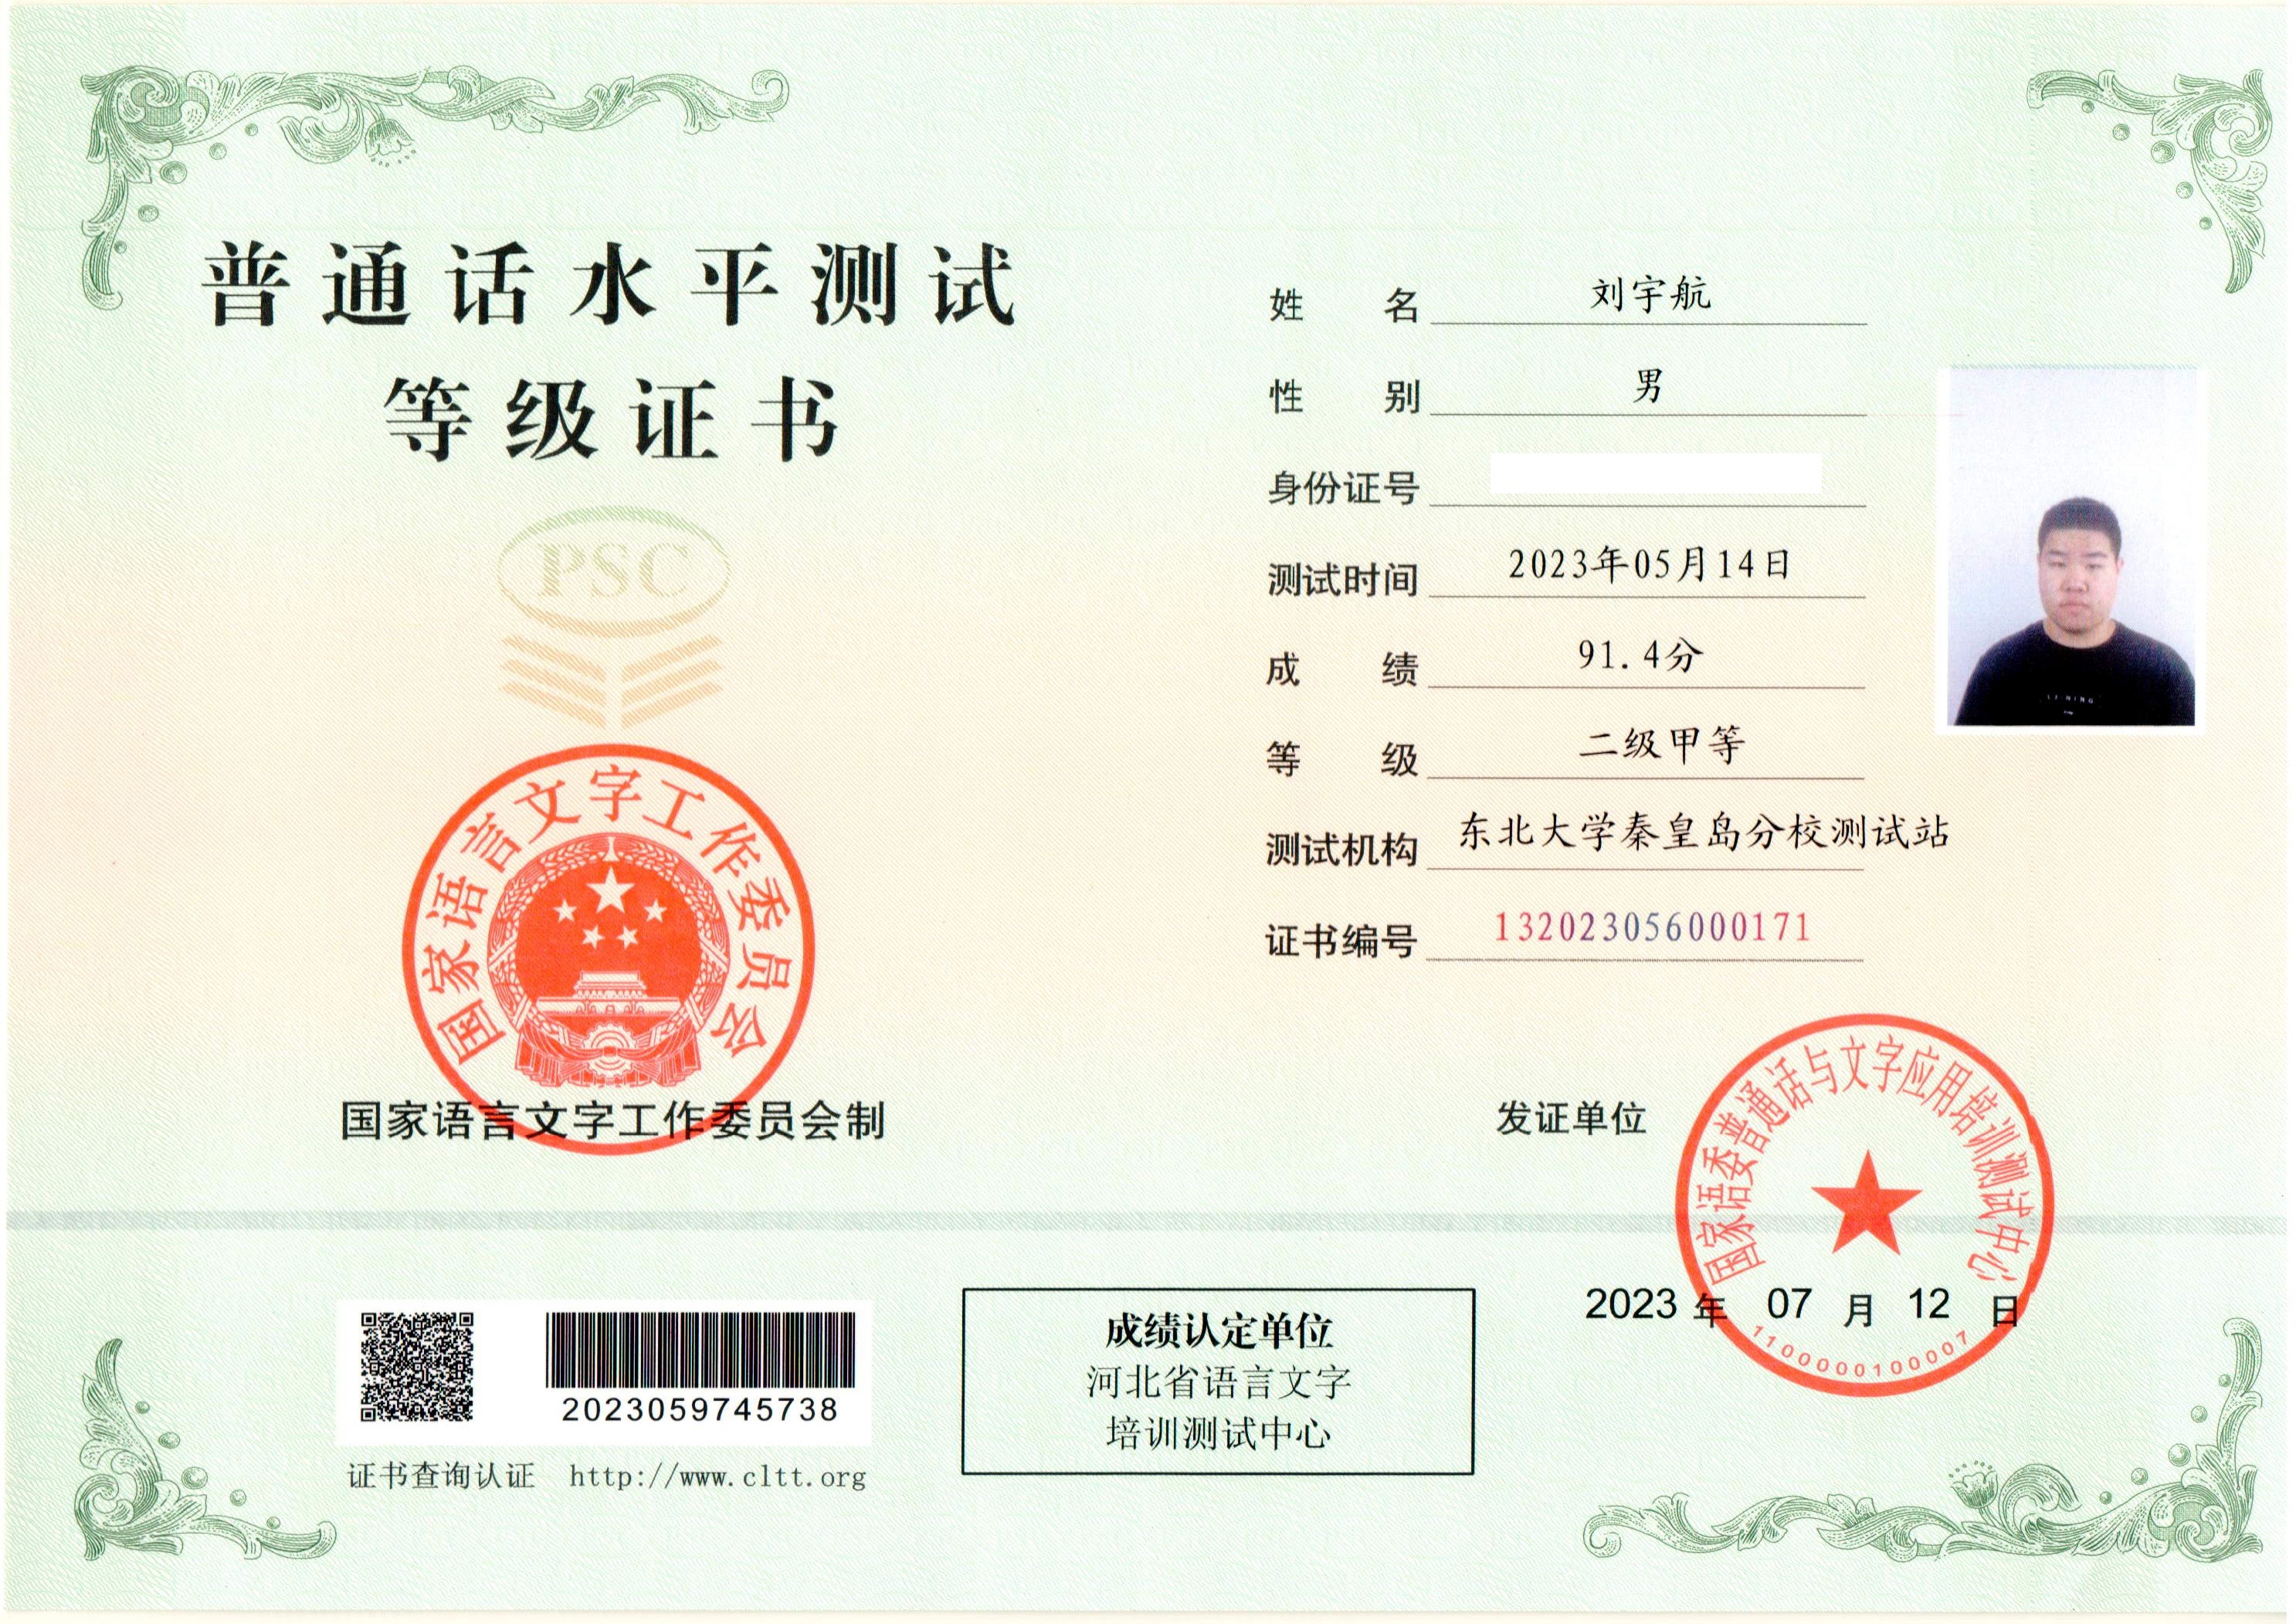 普通话水平测试
等级证书
PSC
国家语言文字工作委员会
国家语言文字工作委员会制
姓名 刘宇航
性别 男
身份证号
测试时间 2023年05月14日
成绩 91.4分
等级 二级甲等
测试机构 东北大学秦皇岛分校测试站
证书编号 132023056000171
LI-NING
发证单位
国家语委普通话与文字应用培训测试中心
2023 年 07 月 12 日
1100000100007
2023059745738
证书查询认证 http://www.cltt.org
成绩认定单位
河北省语言文字
培训测试中心